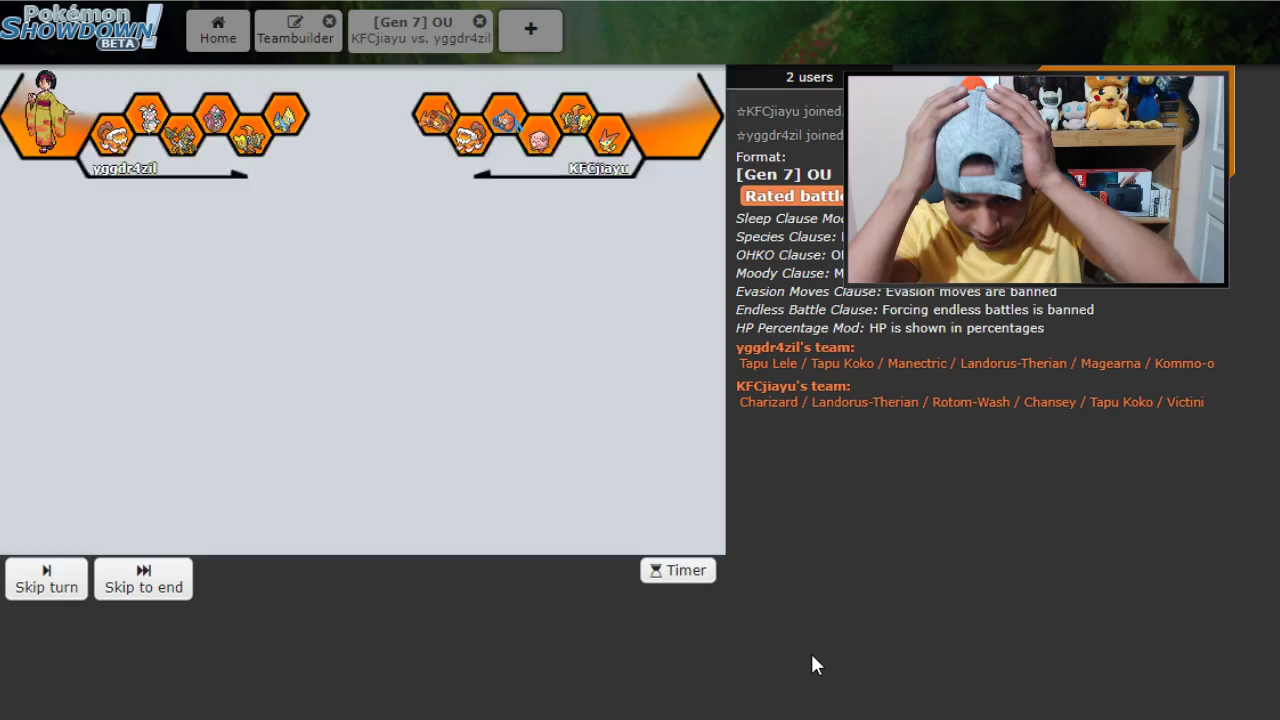 Pokémon
SHOWDOWN!
BETA
Home
Teambuilder
[Gen 7] OU
KFCjiayu vs. yggdr4zil
yggdr4zil
KFCjiayu
2 users
☆KFCjiayu joined.
☆yggdr4zil joined
Format:
[Gen 7] OU
Rated battle
Sleep Clause Mod
Species Clause:
OHKO Clause:
Moody Clause:
Evasion Moves Clause: Evasion moves are banned
Endless Battle Clause: Forcing endless battles is banned
HP Percentage Mod: HP is shown in percentages
yggdr4zil's team:
Tapu Lele / Tapu Koko / Manectric / Landorus-Therian / Magearna / Kommo-o
KFCjiayu's team:
Charizard / Landorus-Therian / Rotom-Wash / Chansey / Tapu Koko / Victini
Skip turn
Skip to end
Timer